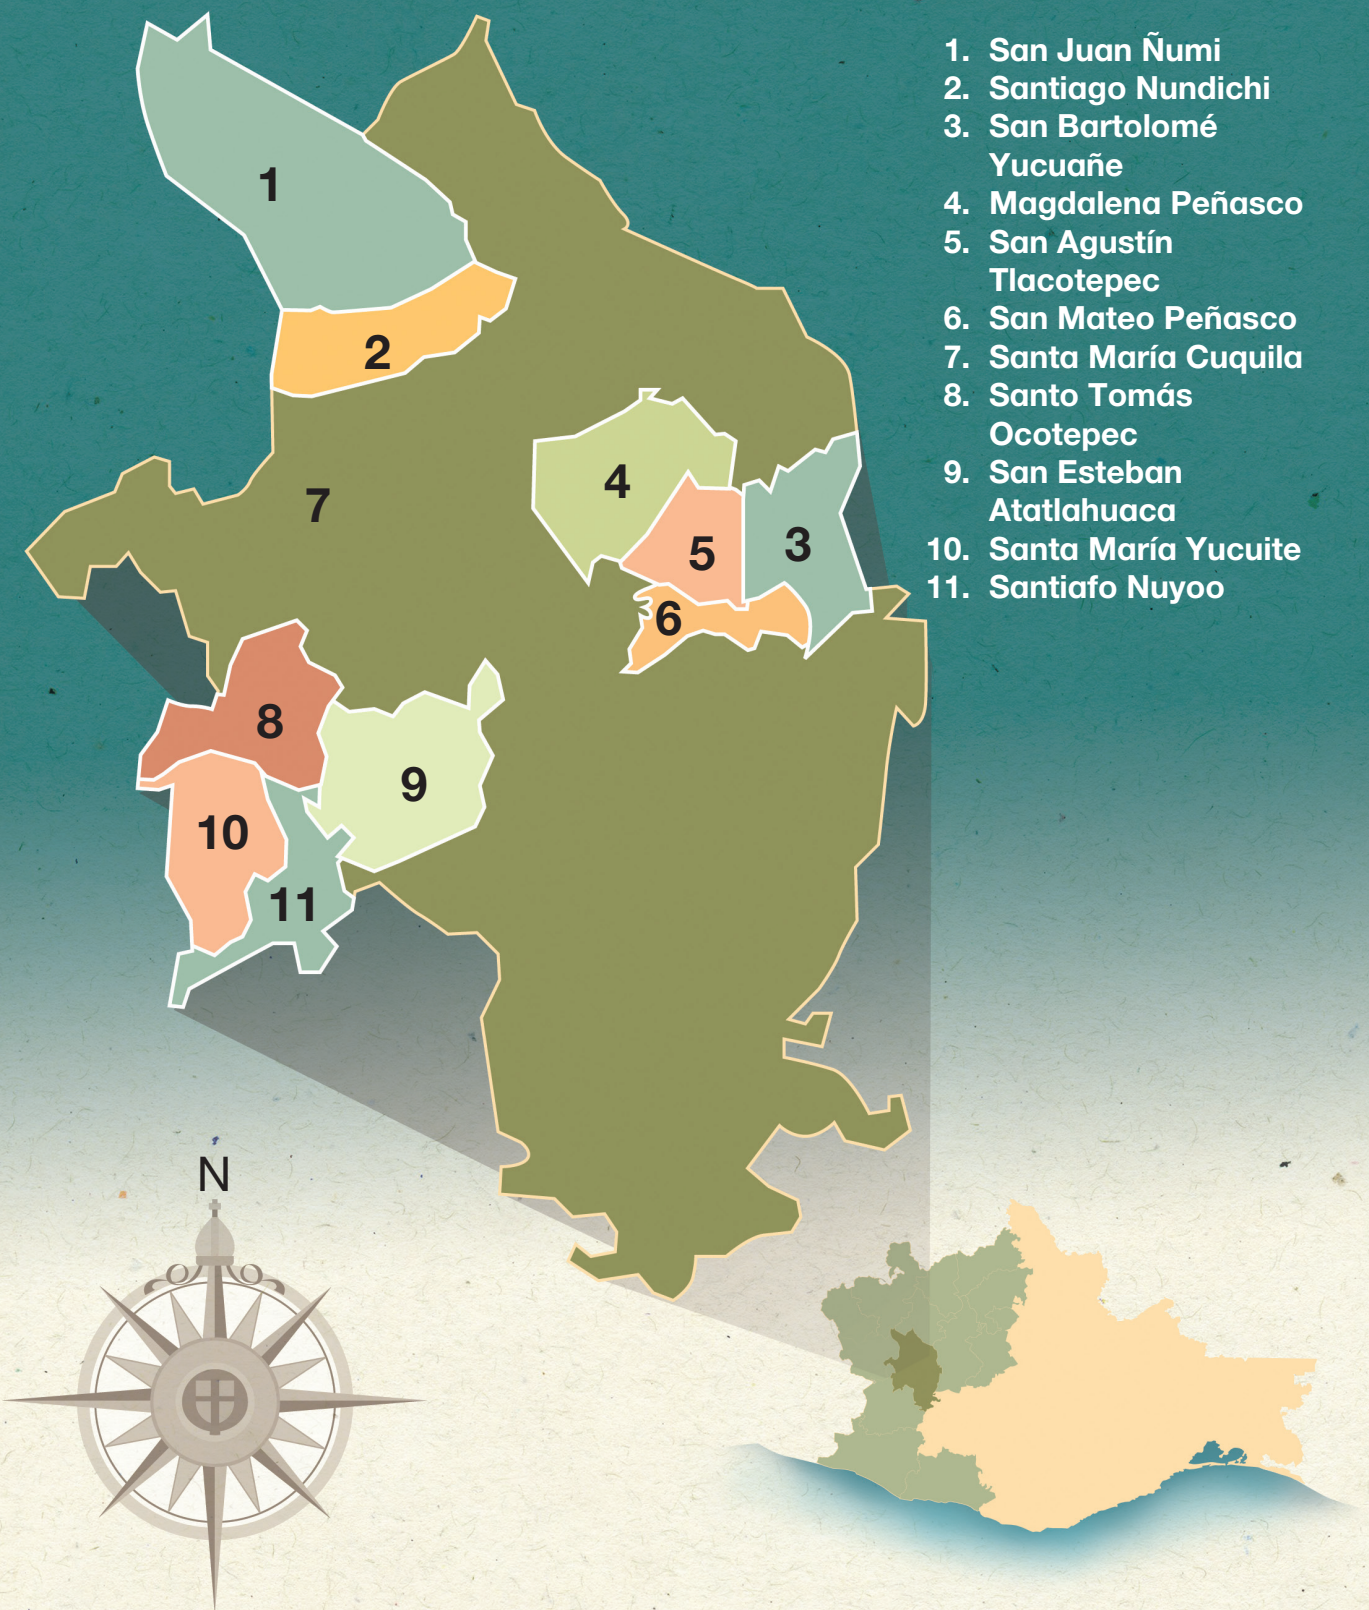 1. San Juan Ñumi
2. Santiago Nundichi
3. San Bartolomé
Yucuañe
4. Magdalena Peñasco
5. San Agustín
Tlacotepec
6. San Mateo Peñasco
7. Santa María Cuquila
8. Santo Tomás
Ocotepec
9. San Esteban
Atatlahuaca
10. Santa María Yucuite
11. Santiafo Nuyoo
1
2
7
4
5
3
6
8
9
10
11
N